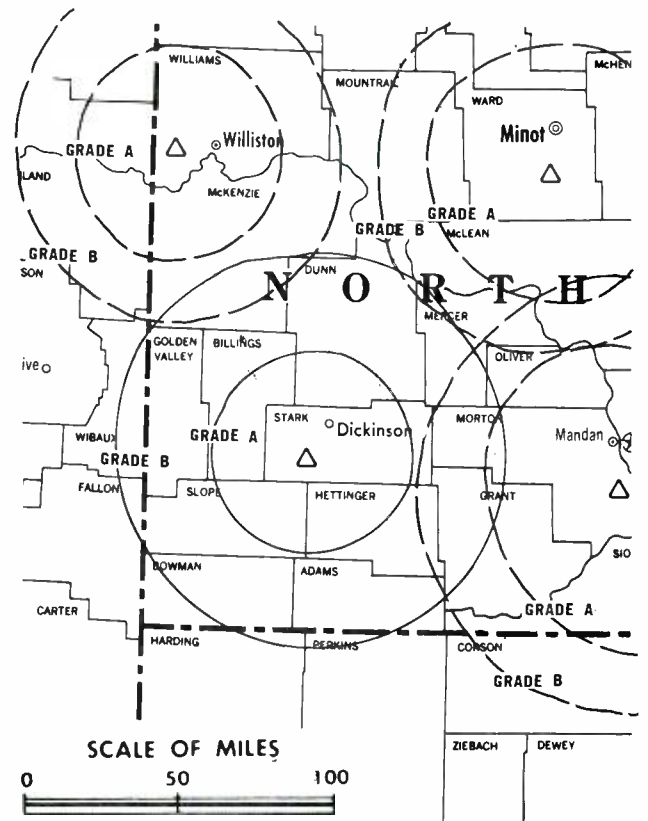 WILLIAMS
McHEN
MOUNTRAIL
WARD
Minot
Williston
GRADE A
LAND
McKENZIE
GRADE A
GRADE B
McLEAN
GRADE B
SON
DUNN
NORTH
MERCER
GOLDEN VALLEY
BILLINGS
OLIVER
ive
STARK
Dickinson
MORTON
Mandan
WIBAUX
GRADE A
GRADE B
FALLON
SLOPE
HETTINGER
GRANT
SIO
BOWMAN
ADAMS
CARTER
GRADE A
HARDING
PERKINS
CORSON
GRADE B
SCALE OF MILES
ZIEBACH
DEWEY
0 50 100